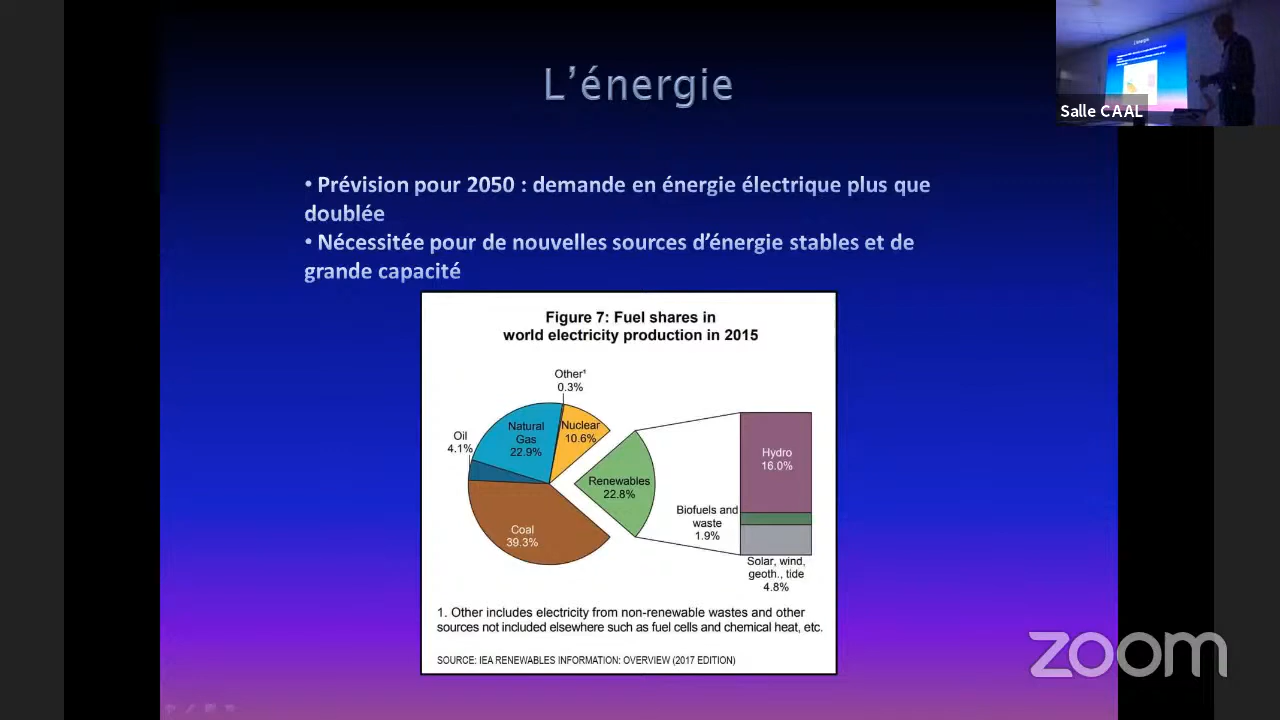 L'énergie
Salle CAAL
• Prévision pour 2050 : demande en énergie électrique plus que
doublée
• Nécessitée pour de nouvelles sources d'énergie stables et de
grande capacité
Figure 7: Fuel shares in
world electricity production in 2015
Other¹
0.3%
Oil
4.1%
Natural
Gas
22.9%
Nuclear
10.6%
Renewables
22.8%
Coal
39.3%
Hydro
16.0%
Biofuels and
waste
1.9%
Solar, wind,
geoth., tide
4.8%
1. Other includes electricity from non-renewable wastes and other
sources not included elsewhere such as fuel cells and chemical heat, etc.
SOURCE: IEA RENEWABLES INFORMATION: OVERVIEW (2017 EDITION)
zoom